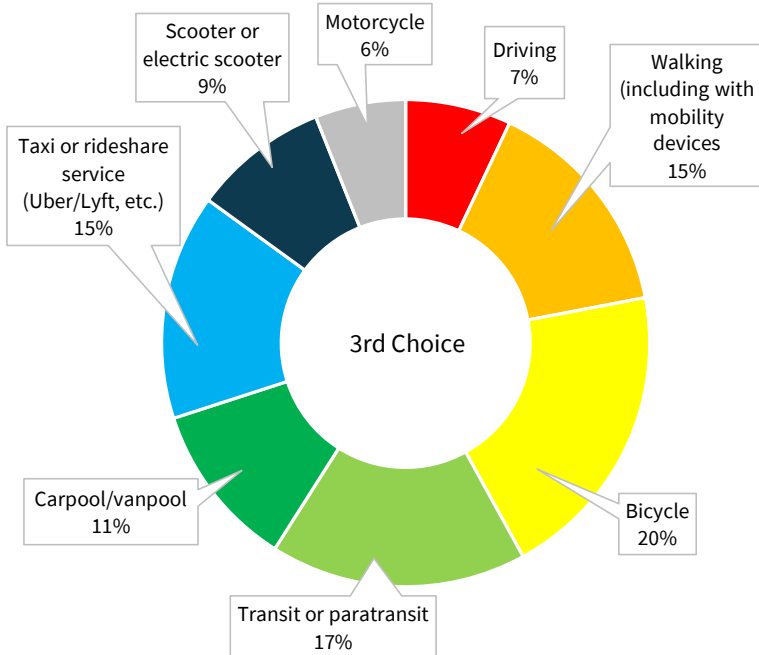 Motorcycle
6%
Scooter or
electric scooter
9%
Driving
7%
Walking
(including with
mobility
devices
15%
Taxi or rideshare
service
(Uber/Lyft, etc.)
15%
3rd Choice
Carpool/vanpool
11%
Bicycle
20%
Transit or paratransit
17%